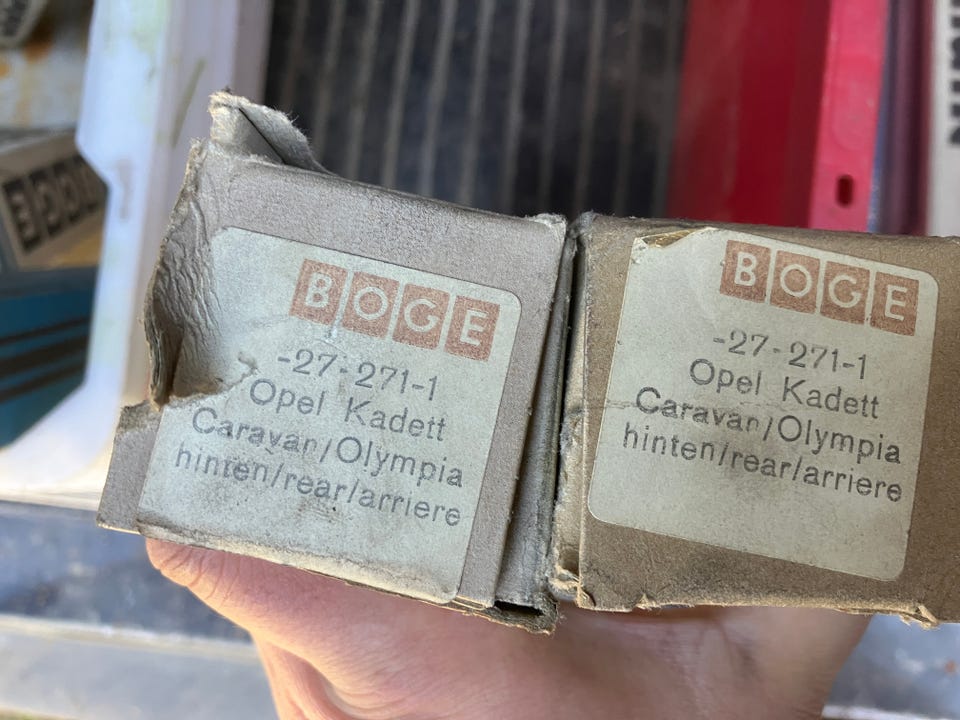 BOGE
-27-271-1
Opel Kadett
Caravan/Olympia
hinten/rear/arriere
BOGE
-27-271-1
Opel Kadett
Caravan/Olympia
hinten/rear/arriere
BOGE